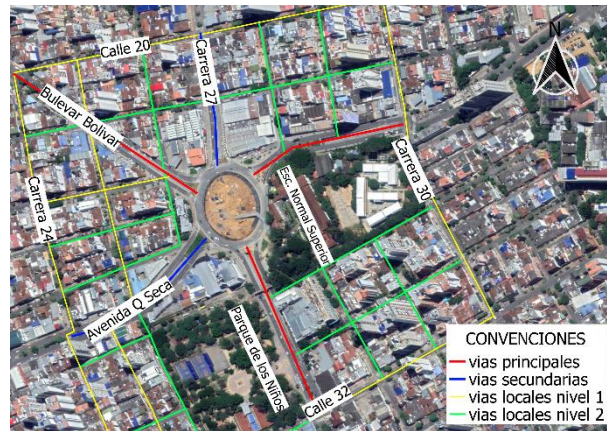 Calle 20
Carrera 27
N
Bulevar Bolivar
Carrera 24
Esc. Normal Superior
Carrera 30
Avenida Q Seca
Parque de los Niños
Calle 32
CONVENCIONES
vias principales
vias secundarias
vias locales nivel 1
vias locales nivel 2